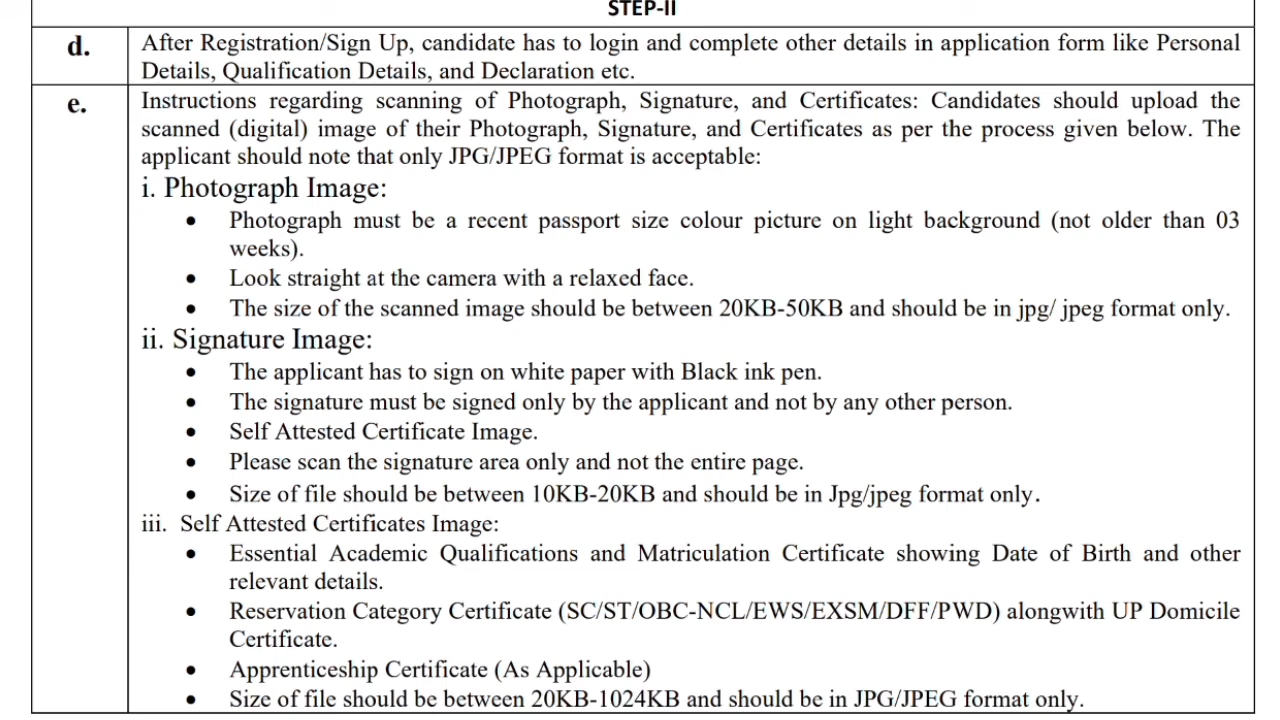 STEP-II
d.
After Registration/Sign Up, candidate has to login and complete other details in application form like Personal
Details, Qualification Details, and Declaration etc.
e.
Instructions regarding scanning of Photograph, Signature, and Certificates: Candidates should upload the
scanned (digital) image of their Photograph, Signature, and Certificates as per the process given below. The
applicant should note that only JPG/JPEG format is acceptable:
i. Photograph Image:
• Photograph must be a recent passport size colour picture on light background (not older than 03
weeks).
• Look straight at the camera with a relaxed face.
• The size of the scanned image should be between 20KB-50KB and should be in jpg/ jpeg format only.
ii. Signature Image:
• The applicant has to sign on white paper with Black ink pen.
• The signature must be signed only by the applicant and not by any other person.
• Self Attested Certificate Image.
• Please scan the signature area only and not the entire page.
• Size of file should be between 10KB-20KB and should be in Jpg/jpeg format only.
iii. Self Attested Certificates Image:
• Essential Academic Qualifications and Matriculation Certificate showing Date of Birth and other
relevant details.
• Reservation Category Certificate (SC/ST/OBC-NCL/EWS/EXSM/DFF/PWD) alongwith UP Domicile
Certificate.
• Apprenticeship Certificate (As Applicable)
• Size of file should be between 20KB-1024KB and should be in JPG/JPEG format only.